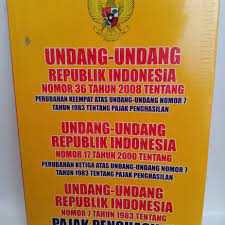 UNDANG-UNDANG
REPUBLIK INDONESIA
NOMOR 36 TAHUN 2008 TENTANG
PERUBAHAN KEEMPAT ATAS UNDANG-UNDANG NOMOR 7
TAHUN 1983 TENTANG PAJAK PENGHASILAN
UNDANG-UNDANG
REPUBLIK INDONESIA
NOMOR 17 TAHUN 2000 TENTANG
PERUBAHAN KETIGA ATAS UNDANG-UNDANG NOMOR 7
TAHUN 1983 TENTANG PAJAK PENGHASILAN
UNDANG-UNDANG
REPUBLIK INDONESIA
NOMOR 7 TAHUN 1983 TENTANG
PAJAK